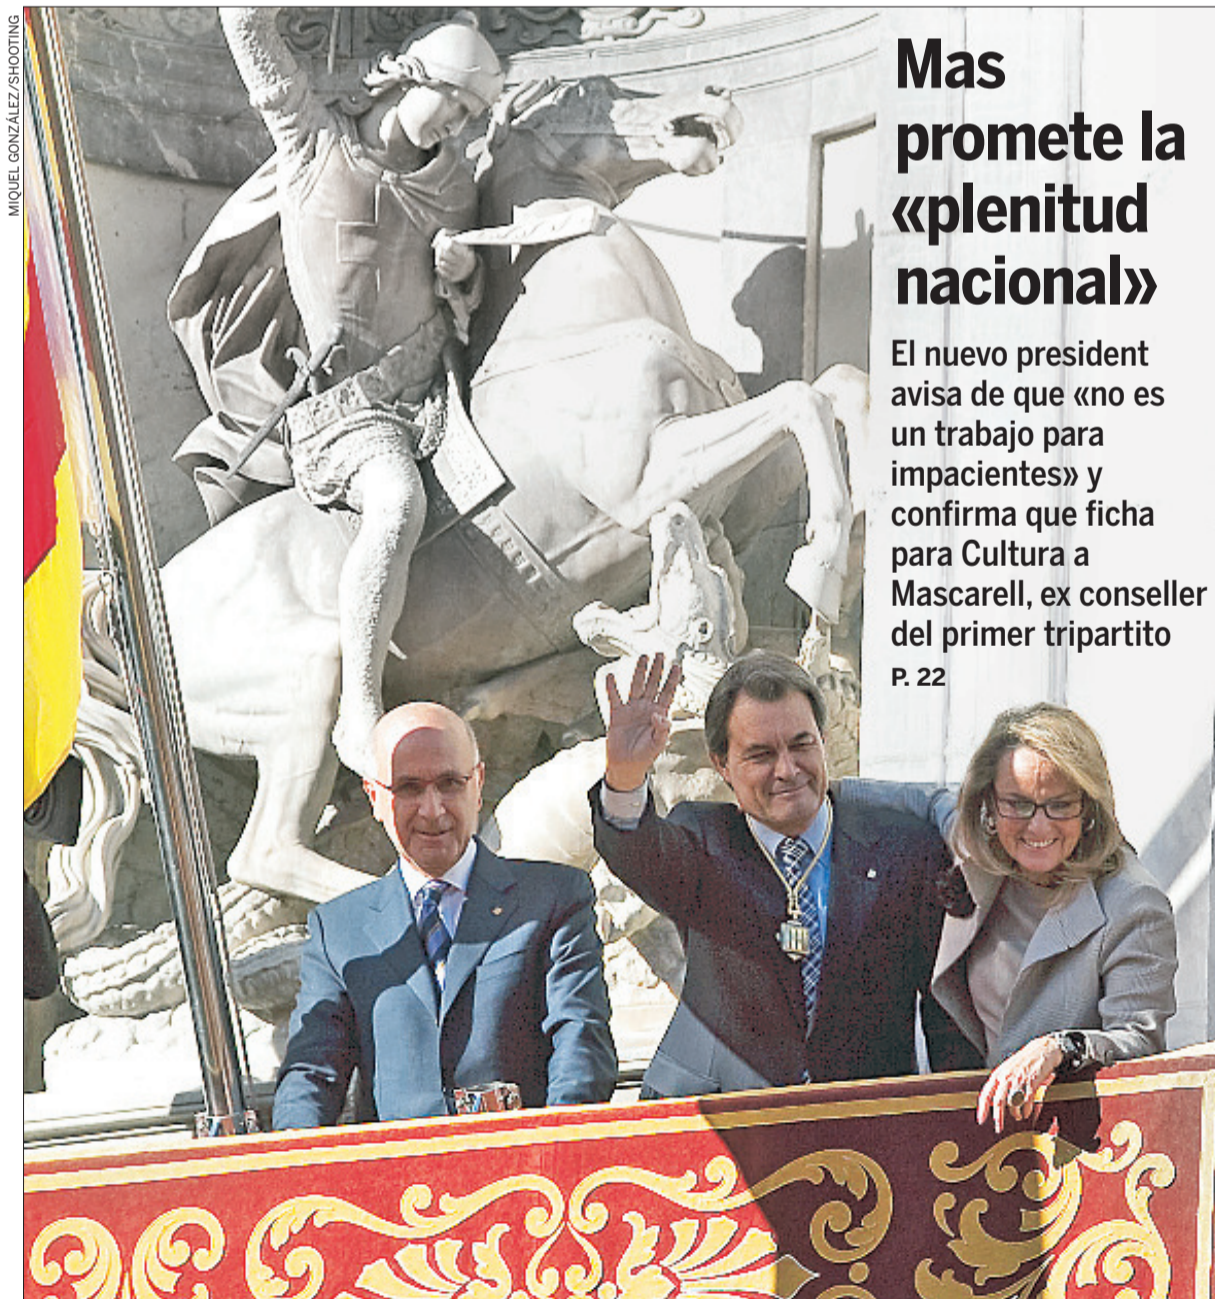 MIQUEL GONZÁLEZ/SHOOTING
Mas
promete la
«plenitud
nacional»
El nuevo president
avisa de que «no es
un trabajo para
impacientes» y
confirma que ficha
para Cultura a
Mascarell, ex conseller
del primer tripartito
P. 22